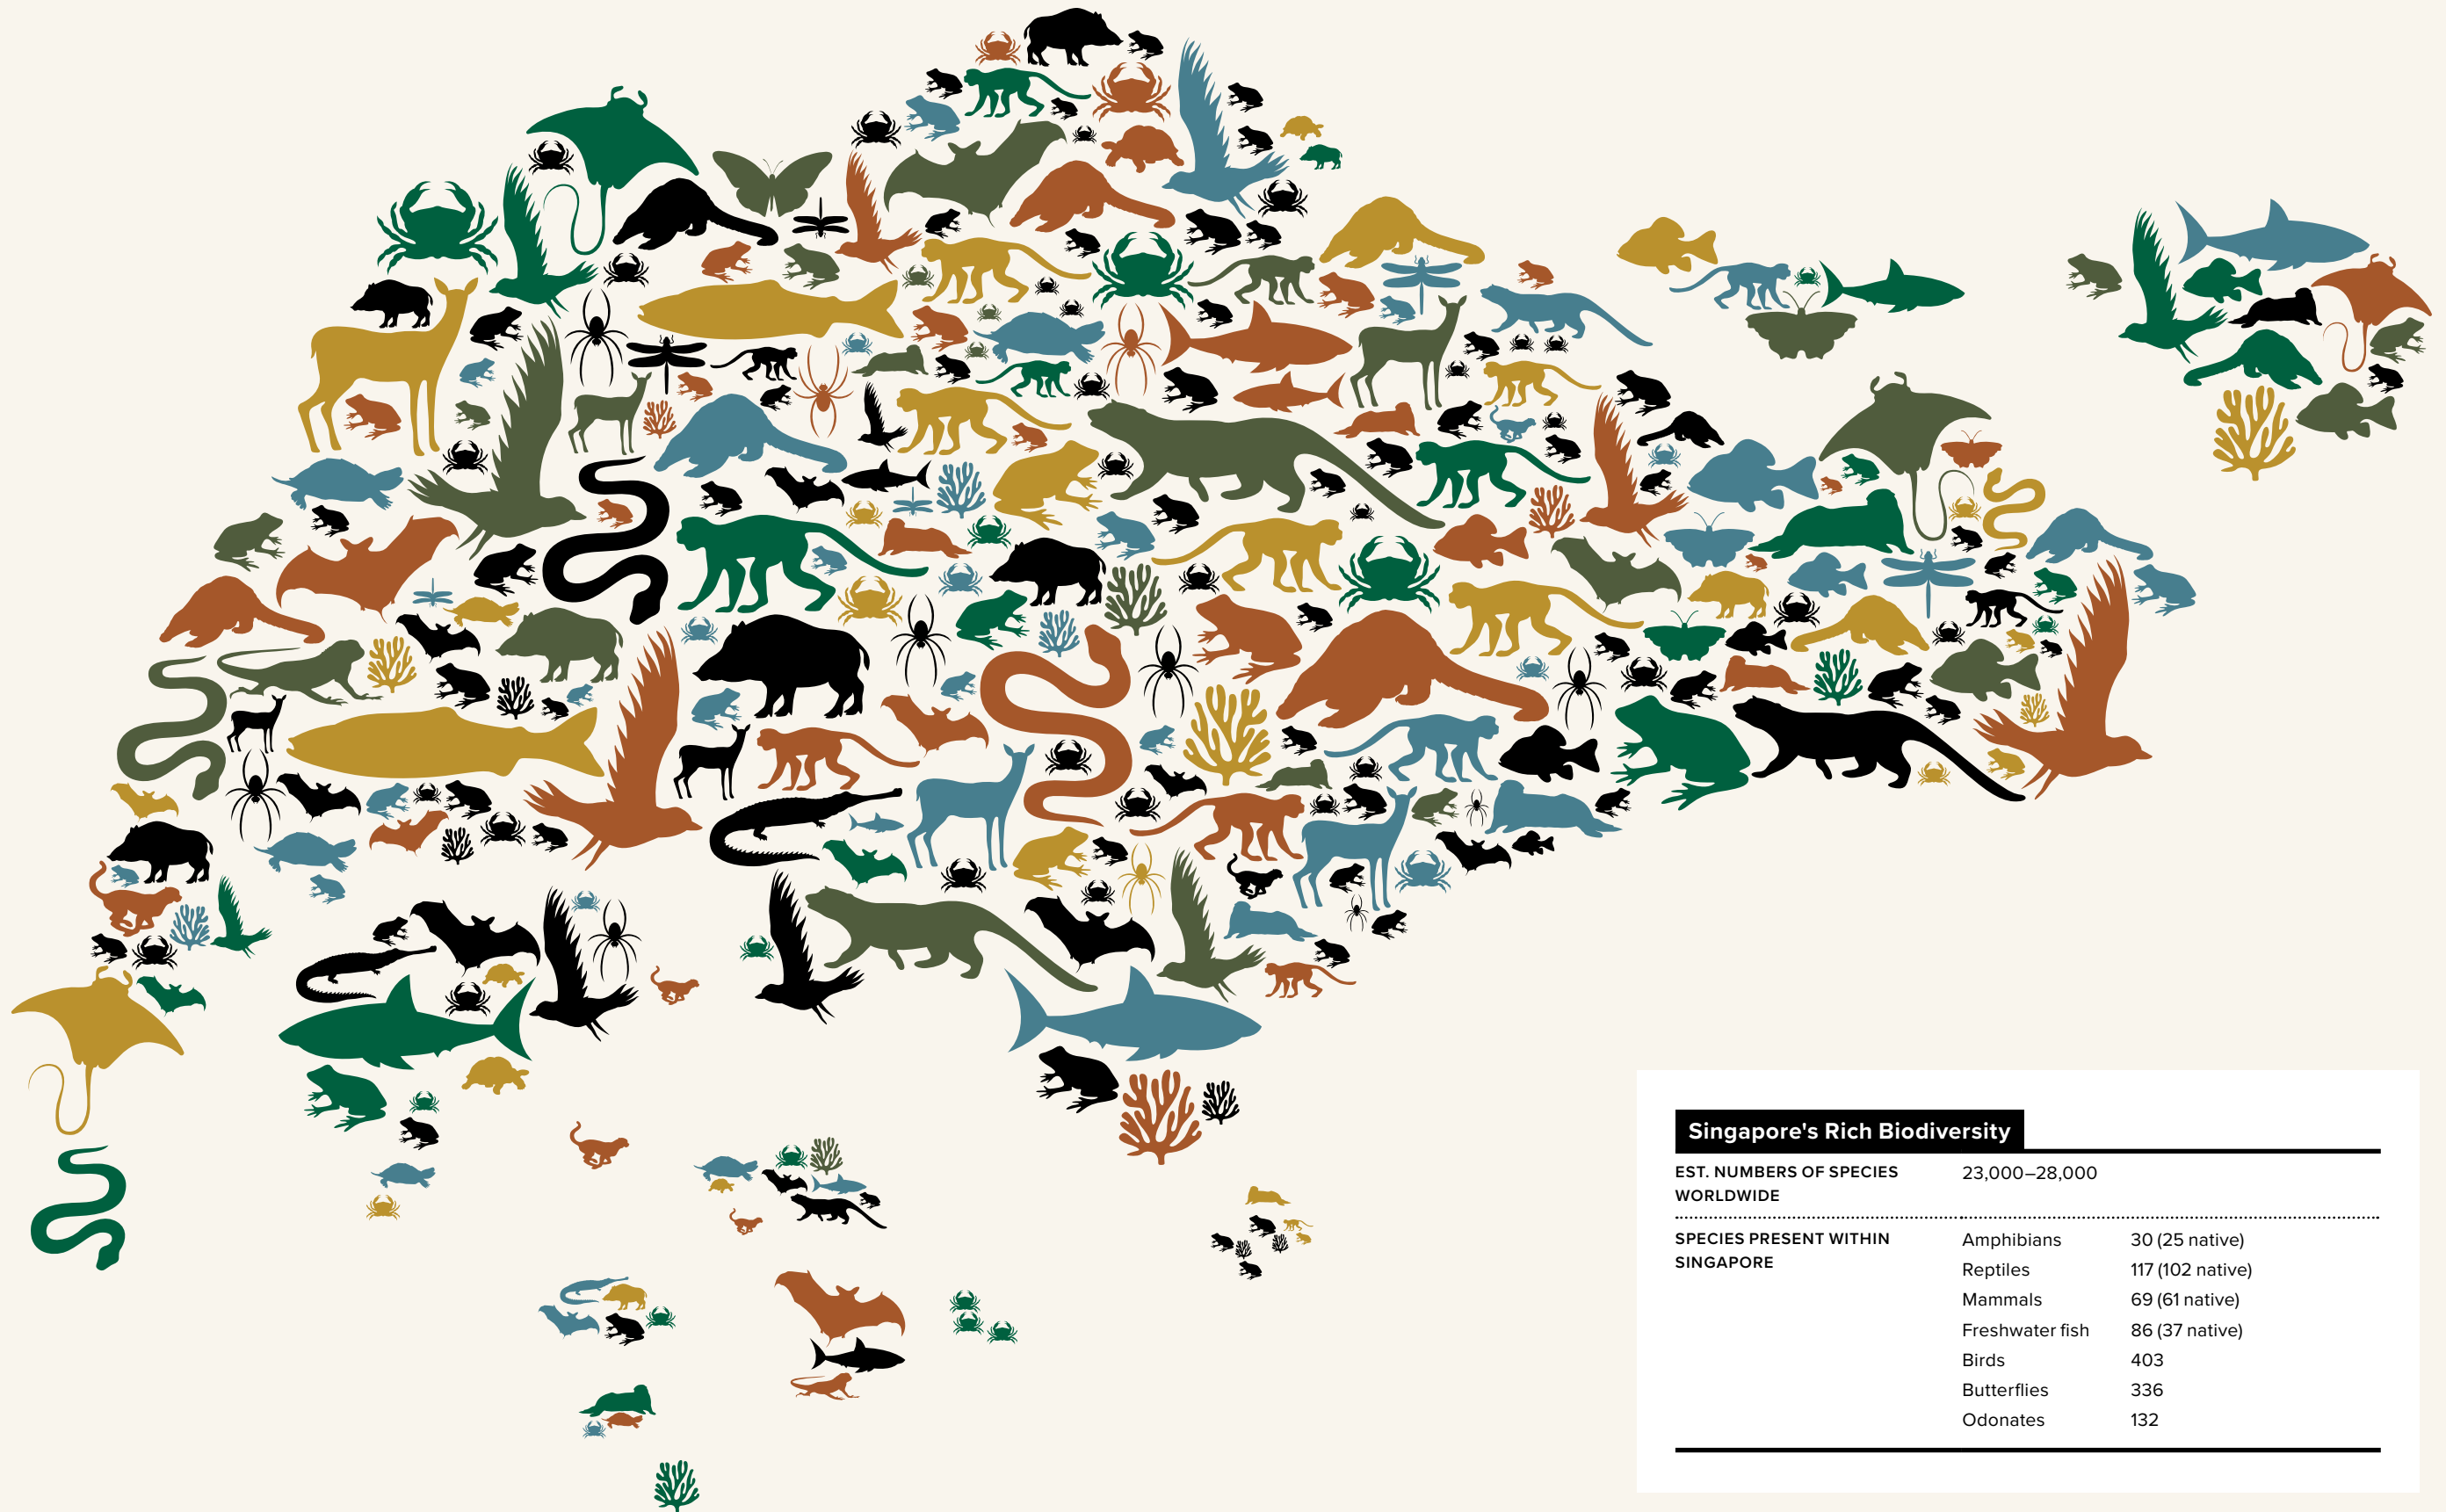 Singapore's Rich Biodiversity
EST. NUMBERS OF SPECIES WORLDWIDE 23,000–28,000
SPECIES PRESENT WITHIN SINGAPORE
Amphibians 30 (25 native)
Reptiles 117 (102 native)
Mammals 69 (61 native)
Freshwater fish 86 (37 native)
Birds 403
Butterflies 336
Odonates 132